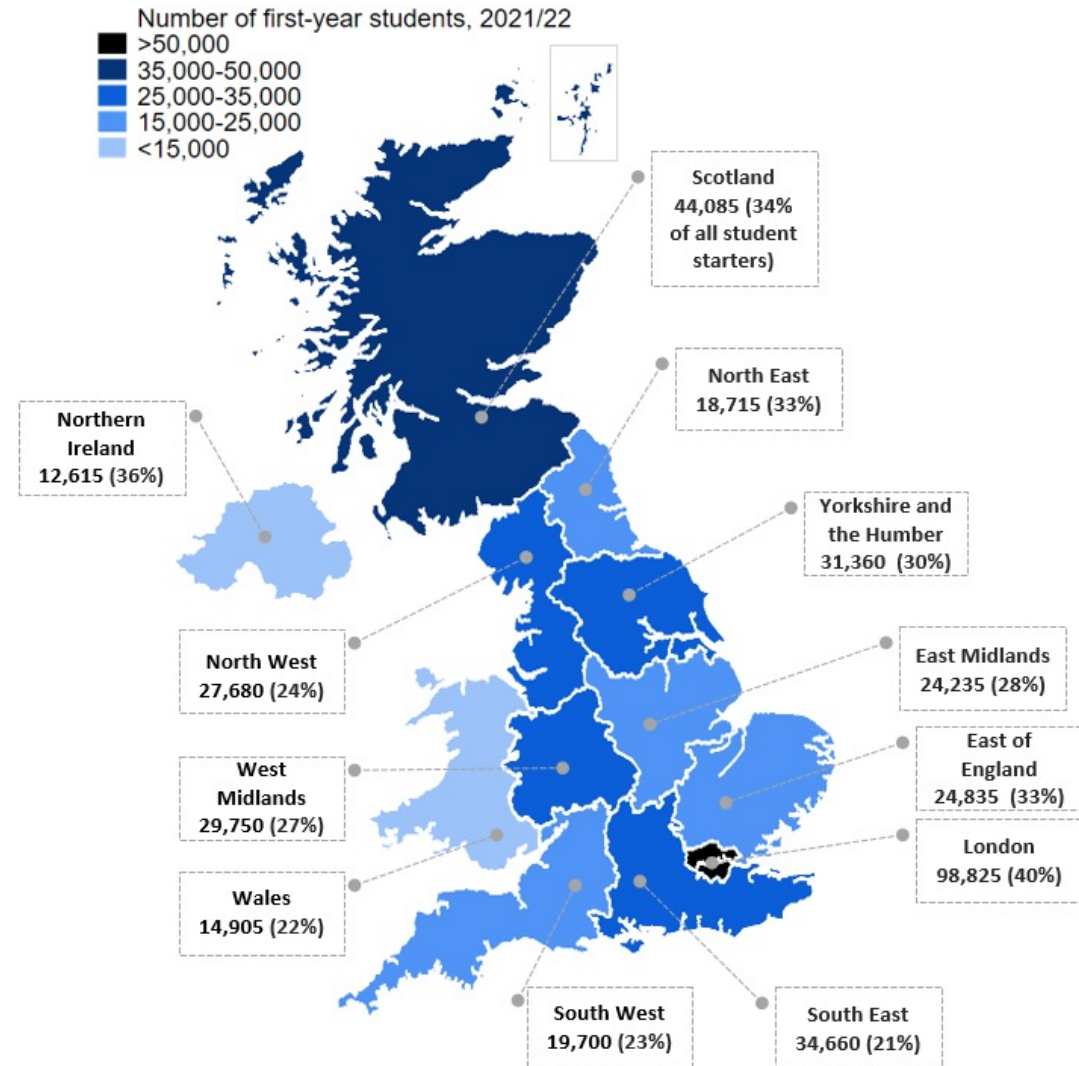 Number of first-year students, 2021/22
>50,000
35,000-50,000
25,000-35,000
15,000-25,000
<15,000
Scotland
44,085 (34%
of all student
starters)
North East
18,715 (33%)
Northern
Ireland
12,615 (36%)
Yorkshire and
the Humber
31,360 (30%)
North West
27,680 (24%)
East Midlands
24,235 (28%)
East of
England
24,835 (33%)
West
Midlands
29,750 (27%)
London
98,825 (40%)
Wales
14,905 (22%)
South West
19,700 (23%)
South East
34,660 (21%)